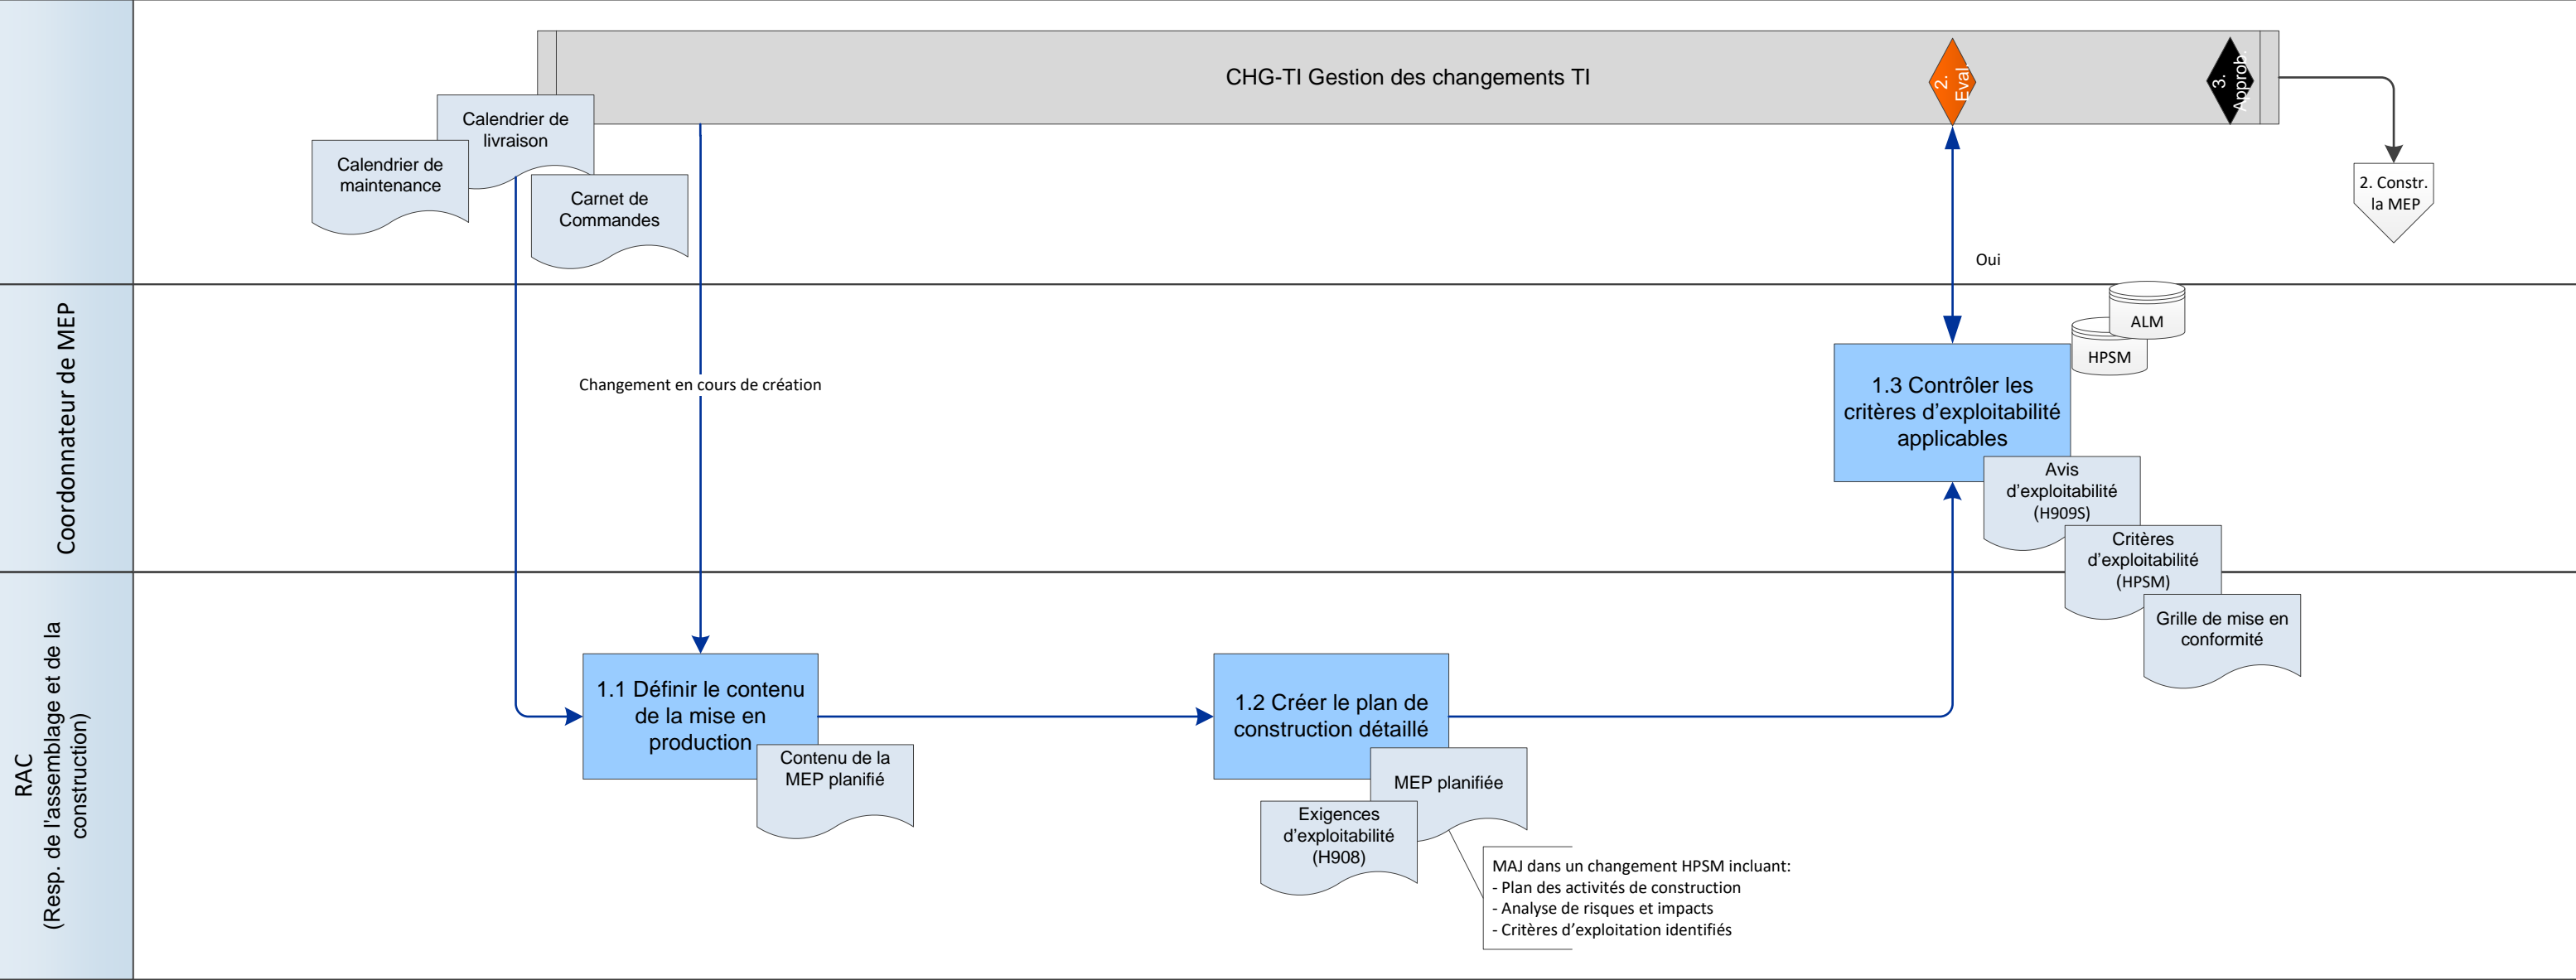 CHG-TI Gestion des changements TI
2.
Eval.
3.
Approb.
Calendrier de
livraison
Calendrier de
maintenance
Carnet de
Commandes
2. Constr.
la MEP
Oui
Coordonnateur de MEP
ALM
HPSM
Changement en cours de création
1.3 Contrôler les
critères d'exploitabilité
applicables
Avis
d'exploitabilité
(H909S)
Critères
d'exploitabilité
(HPSM)
Grille de mise en
conformité
RAC
(Resp. de l'assemblage et de la
construction)
1.1 Définir le contenu
de la mise en
production
Contenu de la
MEP planifié
1.2 Créer le plan de
construction détaillé
MEP planifiée
Exigences
d'exploitabilité
(H908)
MAJ dans un changement HPSM incluant:
- Plan des activités de construction
- Analyse de risques et impacts
- Critères d'exploitation identifiés